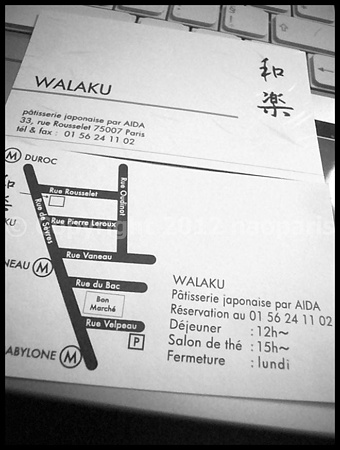 和
楽
WALAKU
pâtisserie japonaise par AIDA
33, rue Rousselet 75007 Paris
tél & fax : 01 56 24 11 02
M DUROC
和
楽
KU
Rue Rousselet
Rue Oudinot
Rue de Sèvres
Rue Pierre Leroux
Rue Vaneau
NEAU M
Rue du Bac
Bon
Marché
Rue Velpeau
P
ABYLONE M
WALAKU
Pâtisserie japonaise par AIDA
Réservation au 01 56 24 11 02
Déjeuner : 12h~
Salon de thé : 15h~
Fermeture : lundi